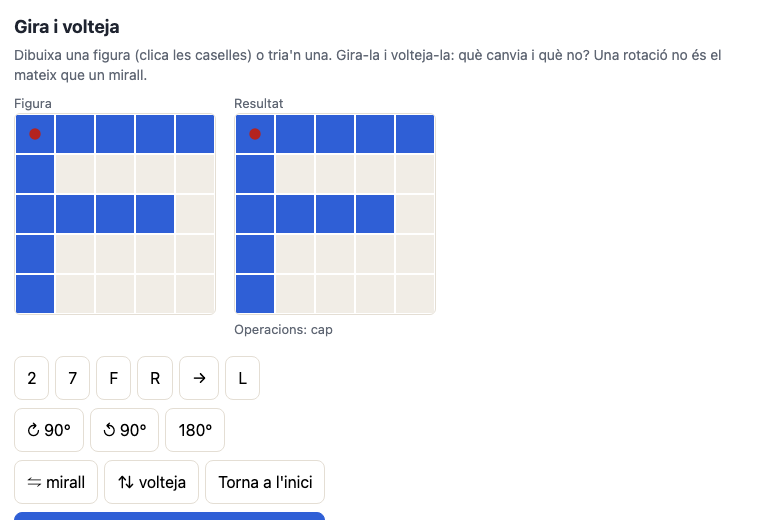 Gira i volteja
Dibuixa una figura (clica les caselles) o tria'n una. Gira-la i volteja-la: què canvia i què no? Una rotació no és el
mateix que un mirall.
Figura Resultat
Operacions: cap
2 7 F R → L
↻ 90° ↺ 90° 180°
⇋ mirall ⇅ volteja Torna a l'inici